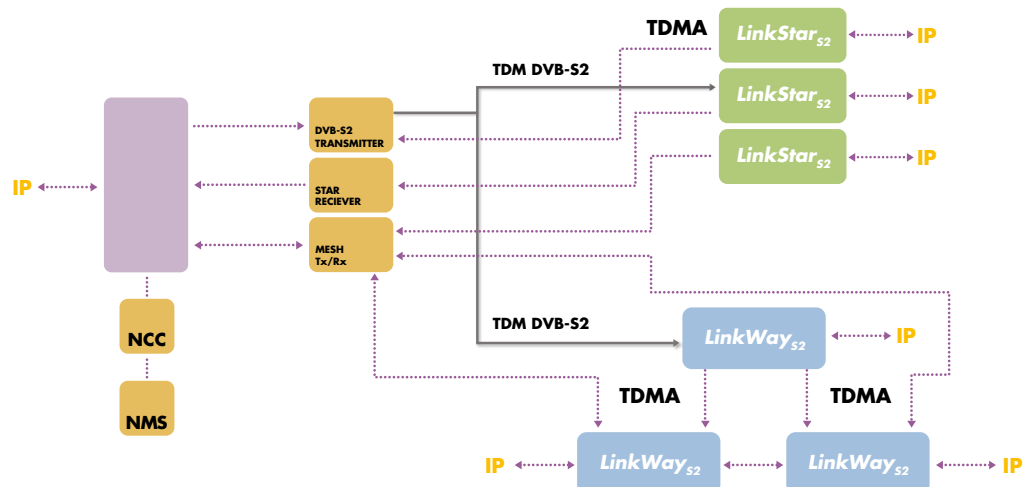 TDMA
LinkStarS2
IP
TDM DVB-S2
LinkStarS2
IP
DVB-S2
TRANSMITTER
LinkStarS2
IP
IP
STAR
RECIEVER
MESH
Tx/Rx
NCC
TDM DVB-S2
LinkWayS2
IP
NMS
TDMA
TDMA
IP
LinkWayS2
LinkWayS2
IP